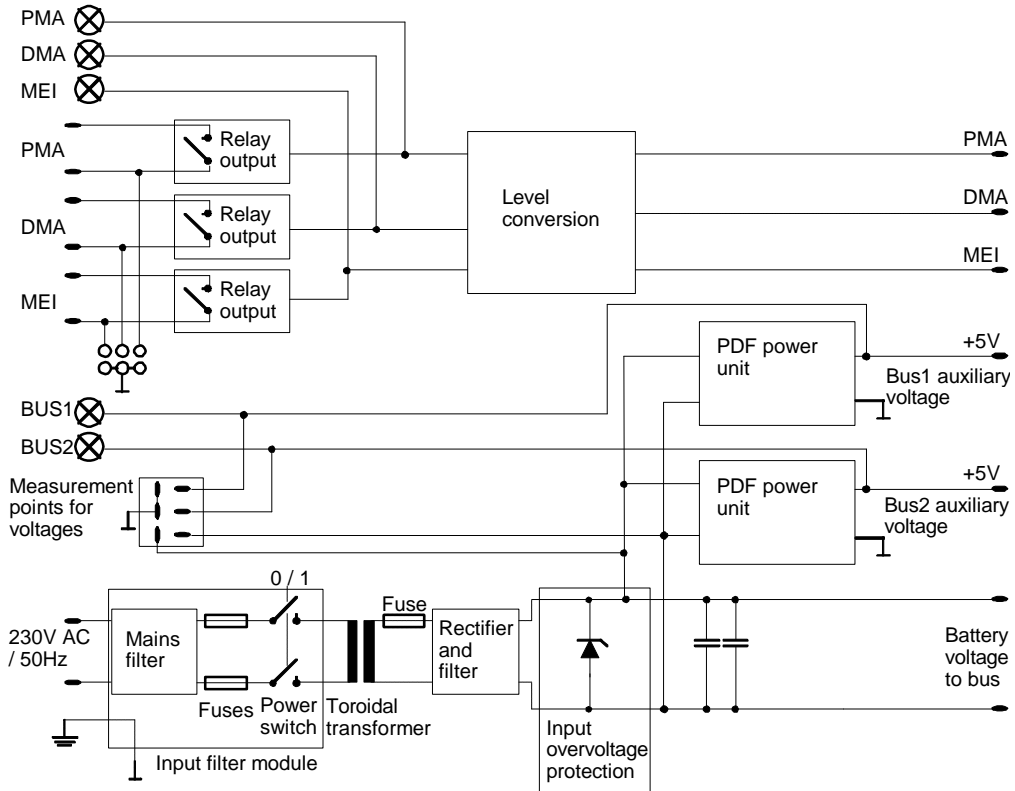 PMA
DMA
MEI
PMA
Relay
output
DMA
Relay
output
MEI
Relay
output
Level
conversion
PMA
DMA
MEI
PDF power
unit
+5V
Bus1 auxiliary
voltage
BUS1
BUS2
Measurement
points for
voltages
PDF power
unit
+5V
Bus2 auxiliary
voltage
0 / 1
230V AC
/ 50Hz
Mains
filter
Fuses
Power
switch
Toroidal
transformer
Fuse
Rectifier
and
filter
Input
overvoltage
protection
Battery
voltage
to bus
Input filter module